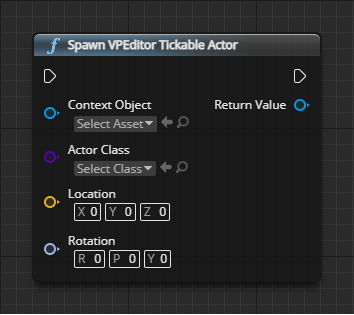 f Spawn VPEditor Tickable Actor
Context Object Return Value
Select Asset
Actor Class
Select Class
Location
X 0 Y 0 Z 0
Rotation
R 0 P 0 Y 0